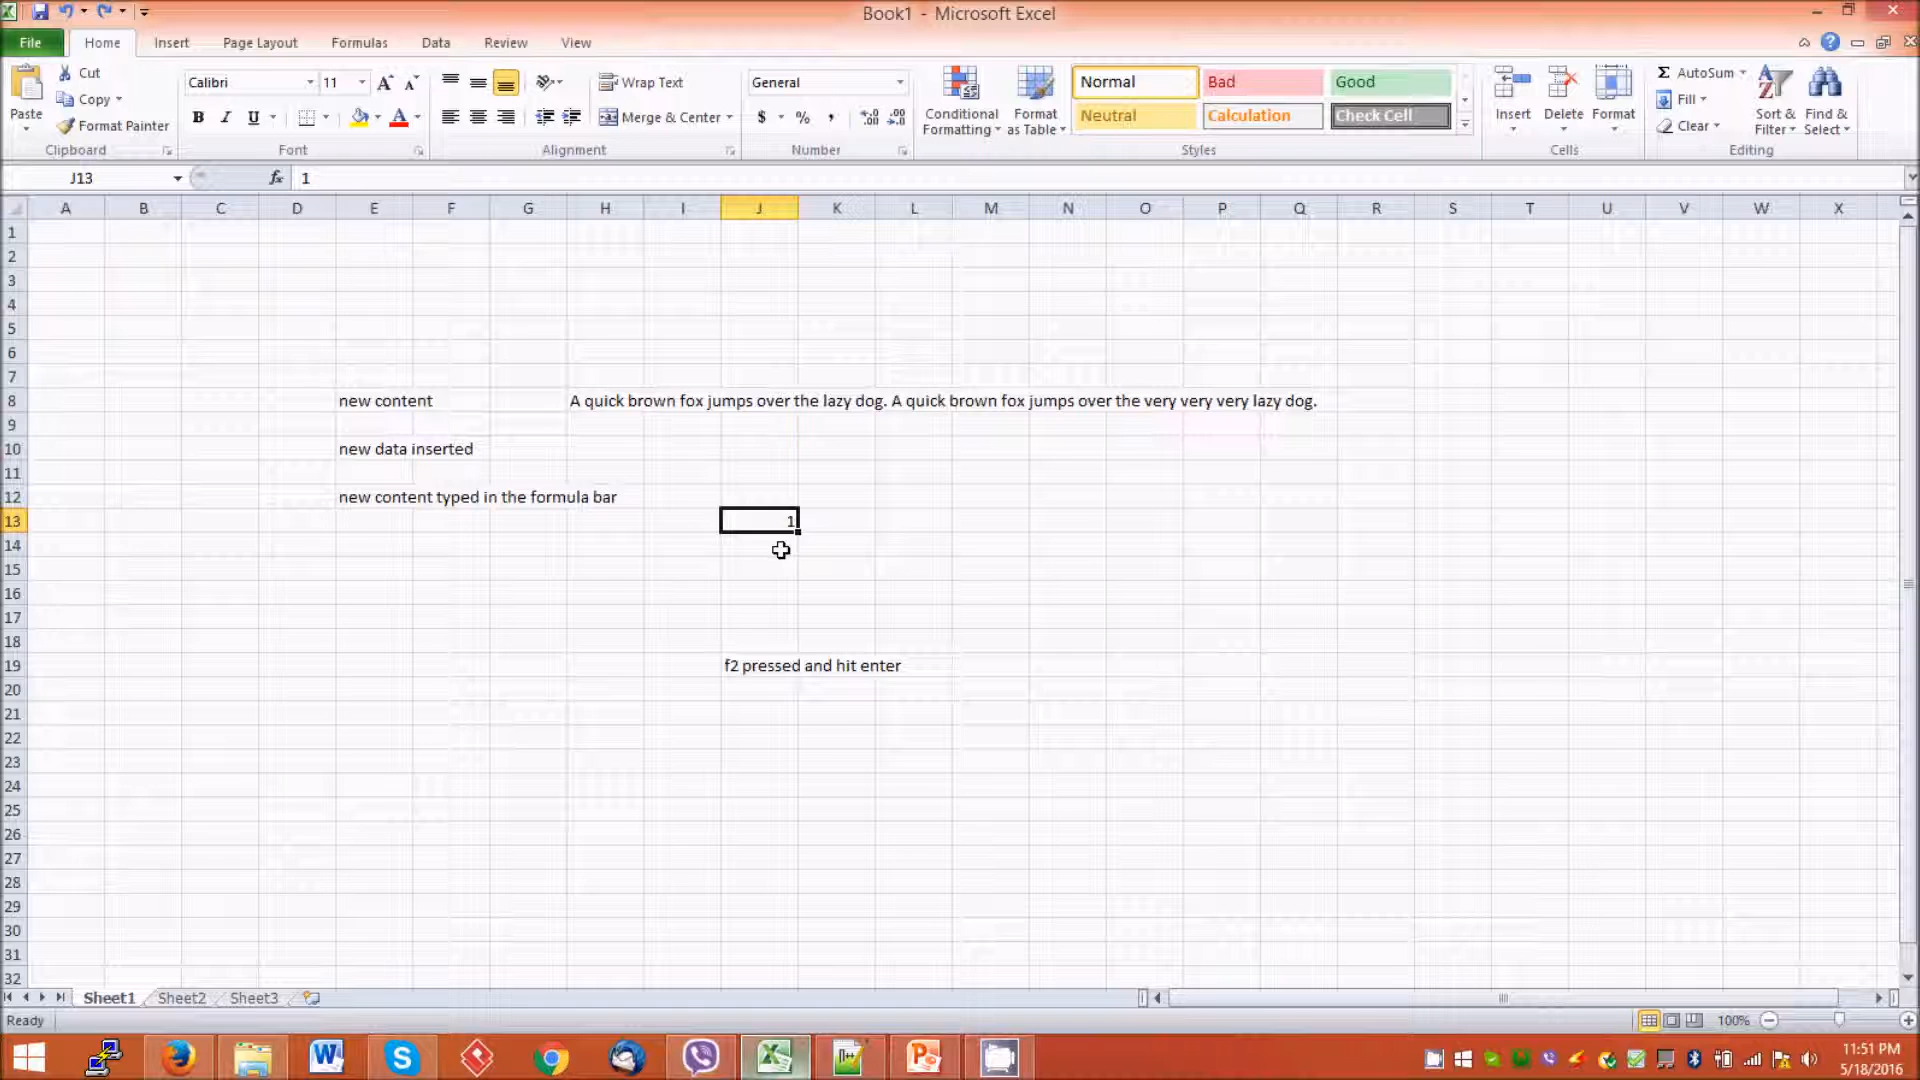 Book1 - Microsoft Excel
File Home Insert Page Layout Formulas Data Review View
Cut
Copy
Format Painter
Paste
Clipboard
Calibri 11
B I U
Font
Wrap Text
Merge & Center
Alignment
General
$ % ,
Number
Conditional Formatting
Format as Table
Normal Bad Good
Neutral Calculation Check Cell
Styles
Insert Delete Format
Cells
Σ AutoSum
Fill
Clear
Sort & Filter
Find & Select
Editing
J13 fx 1
A B C D E F G H I J K L M N O P Q R S T U V W X
1
2
3
4
5
6
7
8 new content A quick brown fox jumps over the lazy dog. A quick brown fox jumps over the very very very lazy dog.
9
10 new data inserted
11
12 new content typed in the formula bar
13 1
14
15
16
17
18
19 f2 pressed and hit enter
20
21
22
23
24
25
26
27
28
29
30
31
32
Sheet1 Sheet2 Sheet3
Ready 100%
11:51 PM
5/18/2016